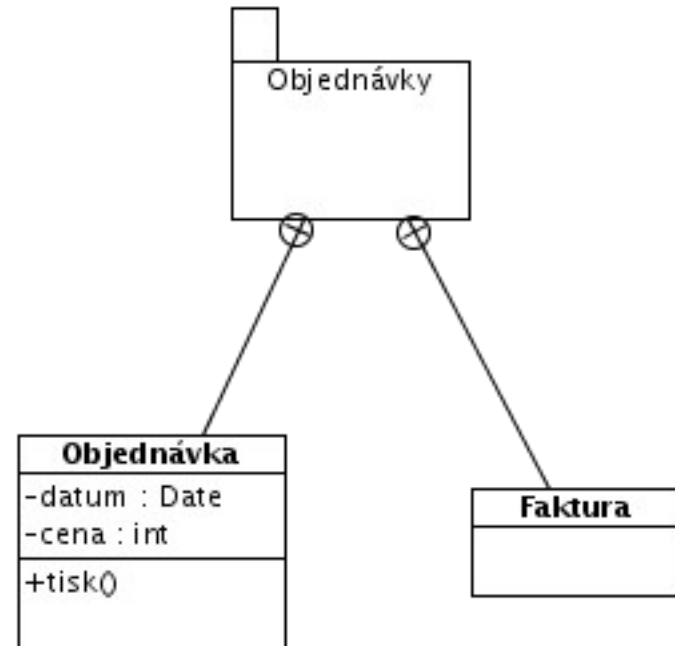 Objednávky
Objednávka
-datum : Date
-cena : int
+tisk()
Faktura